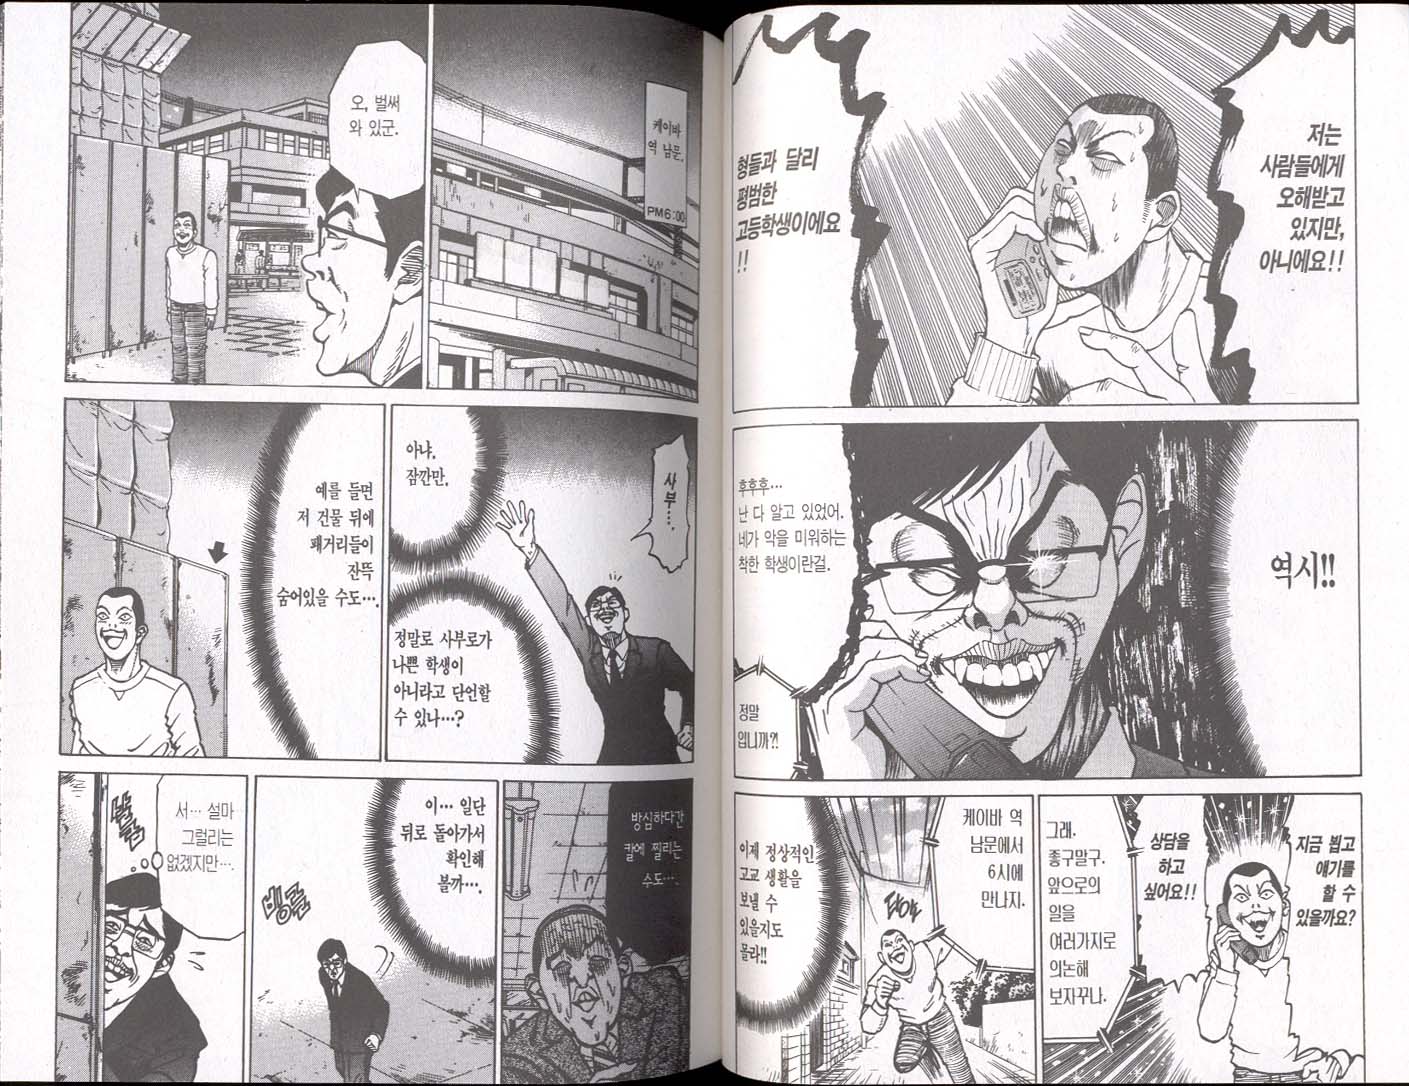 저는
사람들에게
오해받고
있지만,
아니에요!!
형들과 달리
평범한
고등학생이에요
!!
역시!!
후후후…
난 다 알고 있었어.
네가 악을 미워하는
착한 학생이란걸.
정말
입니까?!
지금 뵙고
얘기를
할 수
있을까요?
상담을
하고
싶어요!!
그래.
좋구말구.
앞으로의
일을
여러가지로
의논해
보자꾸나.
케이바 역
남문에서
6시에
만나지.
이제 정상적인
고교 생활을
보낼 수
있을지도
몰라!!
케이바
역 남문.
PM6:00
오, 벌써
와 있군.
사부….
아냐.
잠깐만.
정말로 사부로가
나쁜 학생이
아니라고 단언할
수 있나…?
예를 들면
저 건물 뒤에
패거리들이
잔뜩
숨어있을 수도….
방심하다간
칼에 찔리는
수도….
이… 일단
뒤로 돌아가서
확인해
볼까….
빙글
서… 설마
그럴리는
없겠지만….